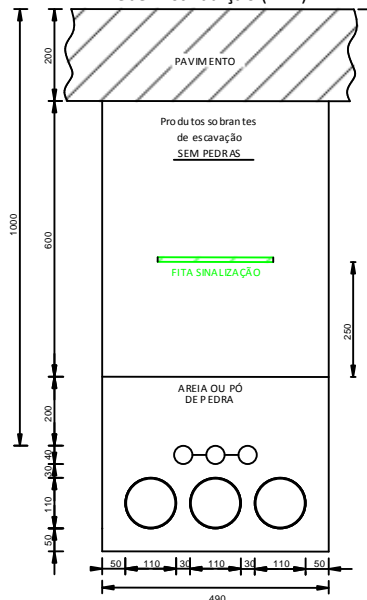 200
PAVIMENTO
Produtos sobrantes
de escavação
SEM PEDRAS
1000
600
FITA SINALIZAÇÃO
250
AREIA OU PÓ
DE PEDRA
200
40
30
110
50
50 110 30 110 30 110 50
490